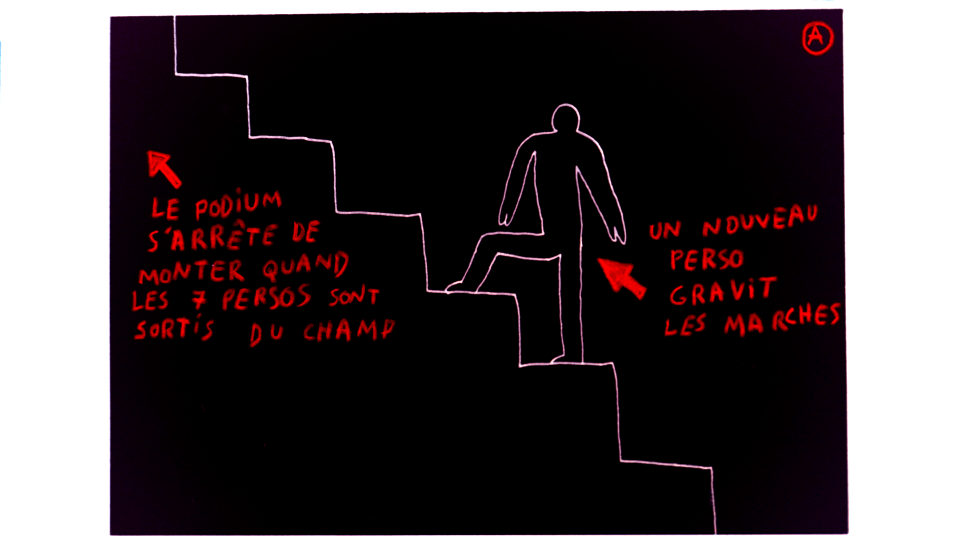 A
LE PODIUM
S'ARRÊTE DE
MONTER QUAND
LES 7 PERSOS SONT
SORTIS DU CHAMP
UN NOUVEAU
PERSO
GRAVIT
LES MARCHES